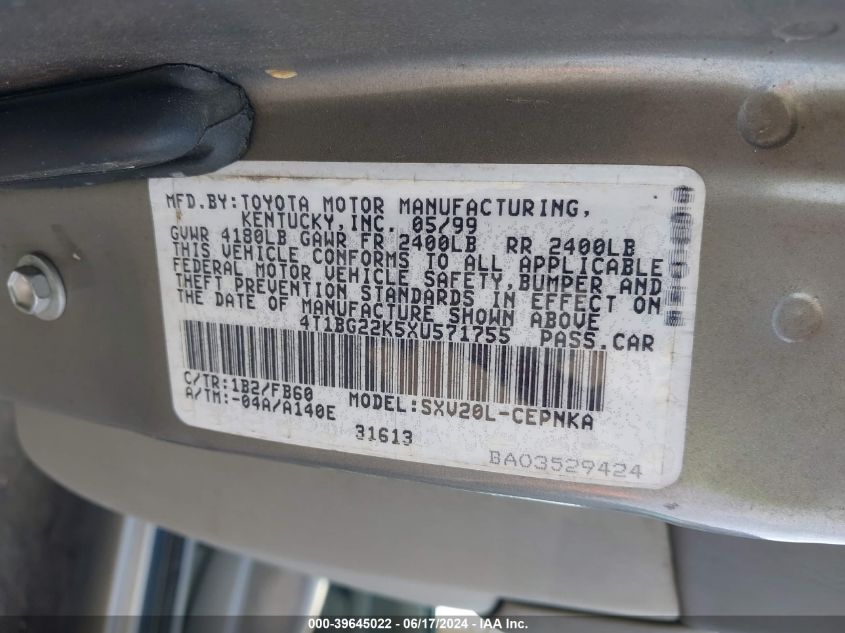 MFD.BY:TOYOTA MOTOR MANUFACTURING,
KENTUCKY,INC. 05/99
GVWR 4180LB GAWR FR 2400LB RR 2400LB
THIS VEHICLE CONFORMS TO ALL APPLICABLE
FEDERAL MOTOR VEHICLE SAFETY,BUMPER AND
THEFT PREVENTION STANDARDS IN EFFECT ON
THE DATE OF MANUFACTURE SHOWN ABOVE
4T1BG22K5XU571755 PASS.CAR
C/TR:1B2/FB60
A/TM:-04A/A140E MODEL:SXV20L-CEPNKA
31613
BA03529424
000-39645022 - 06/17/2024 - IAA Inc.